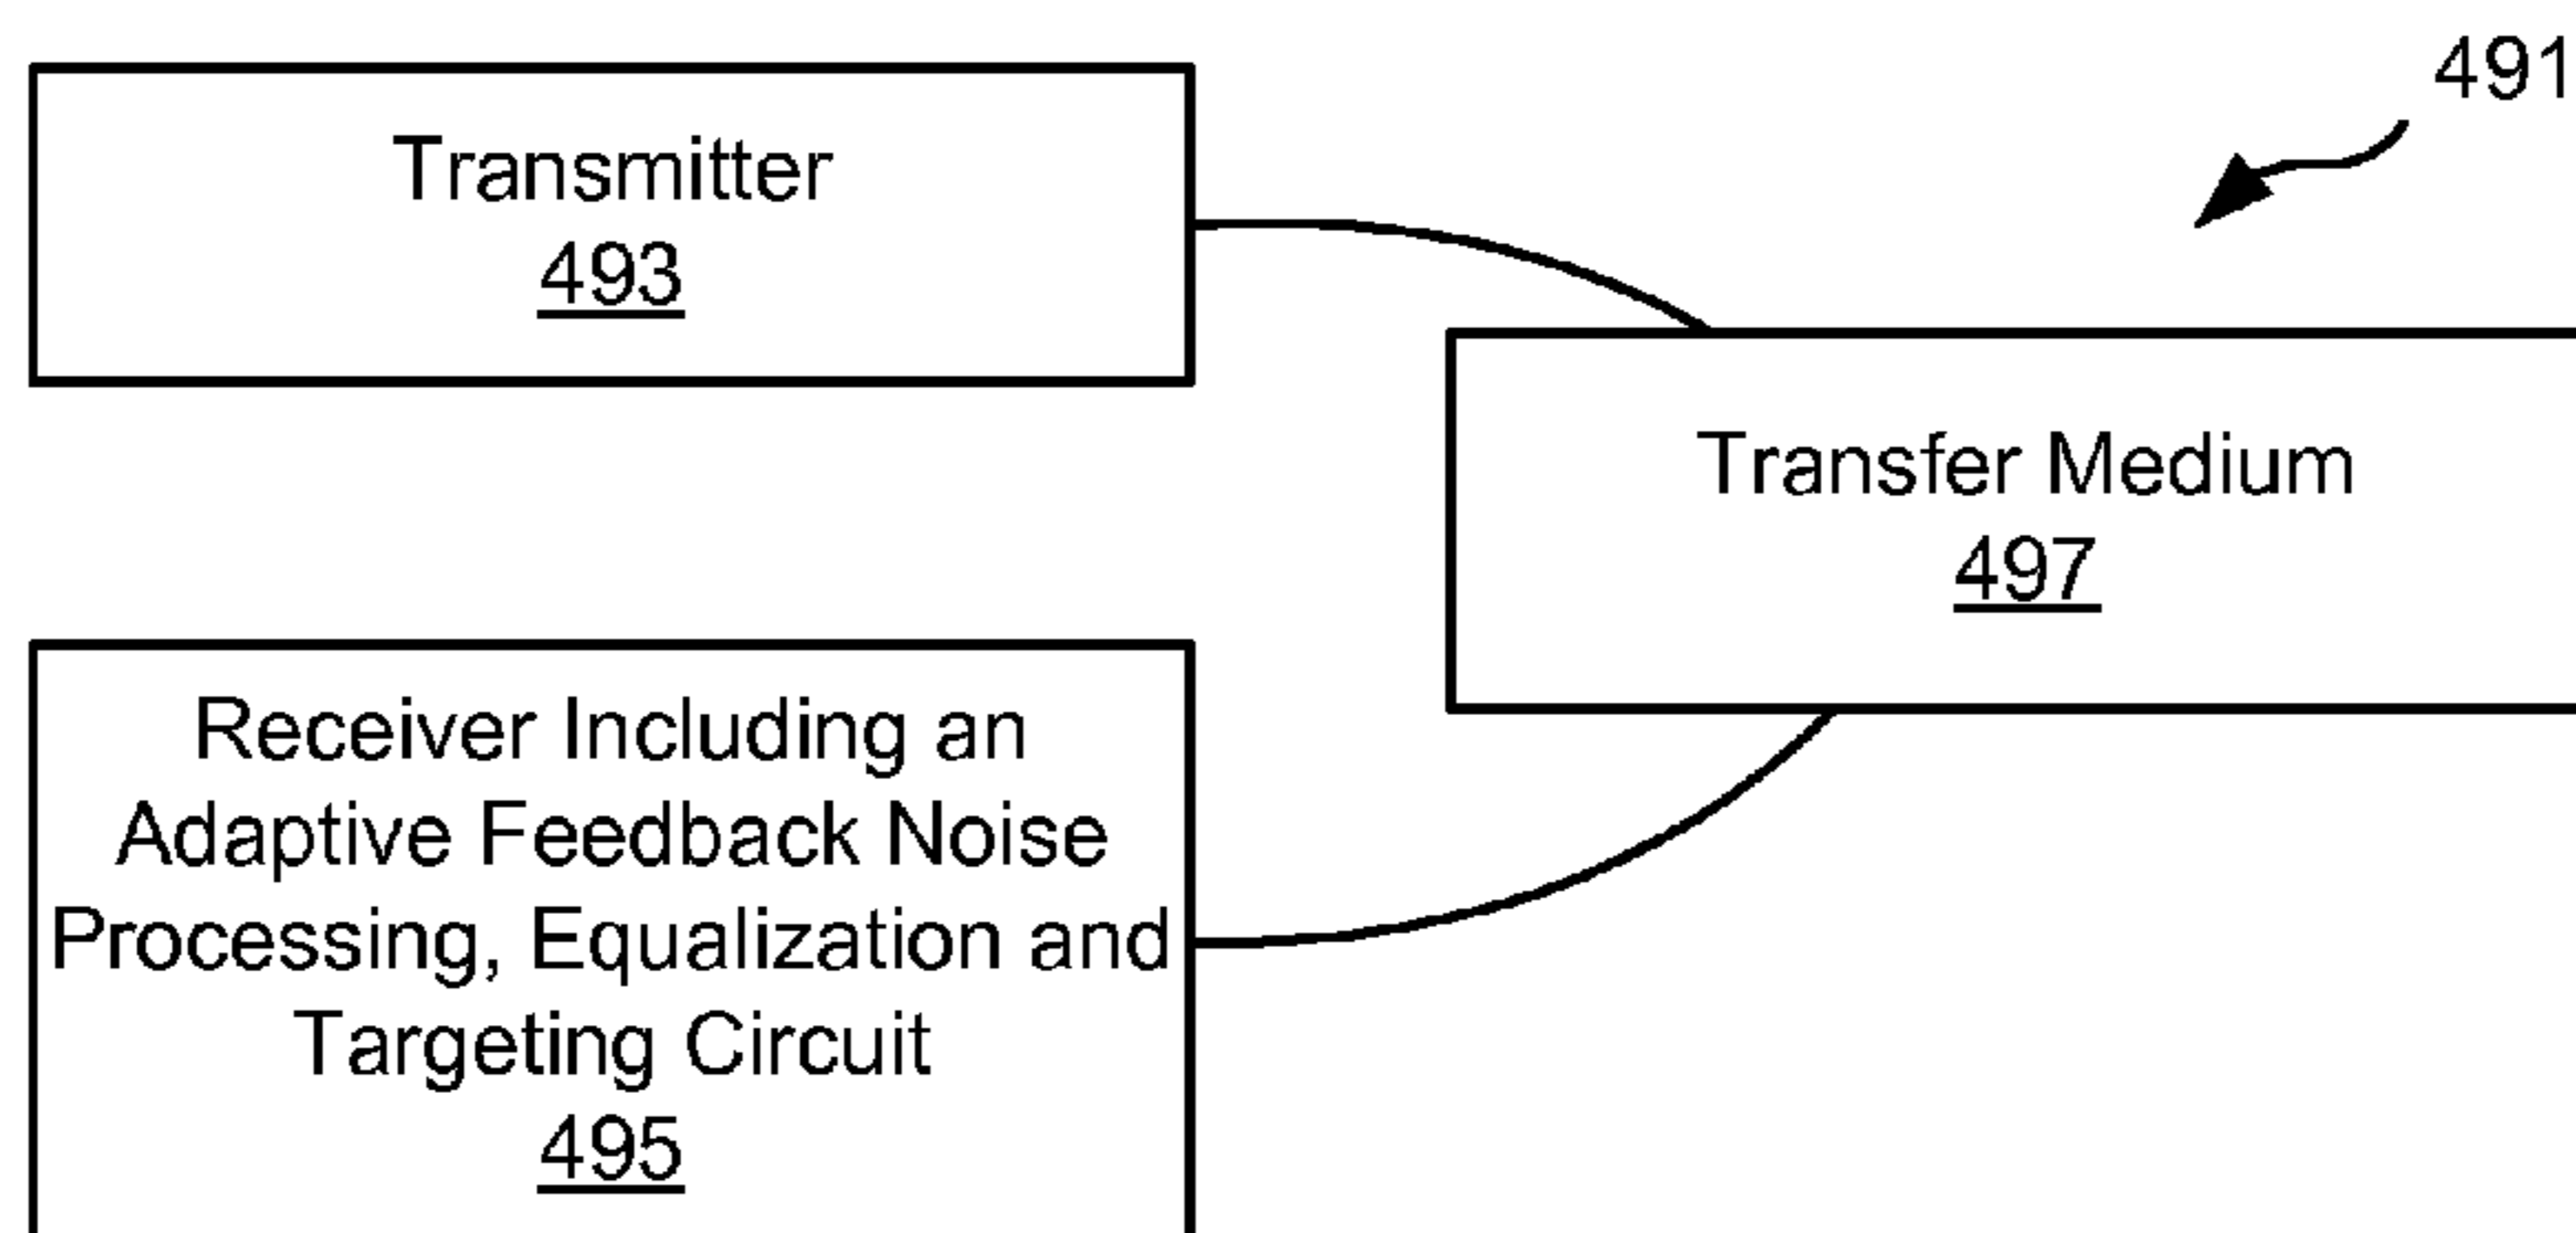 491
Transmitter
493
Transfer Medium
497
Receiver Including an
Adaptive Feedback Noise
Processing, Equalization and
Targeting Circuit
495